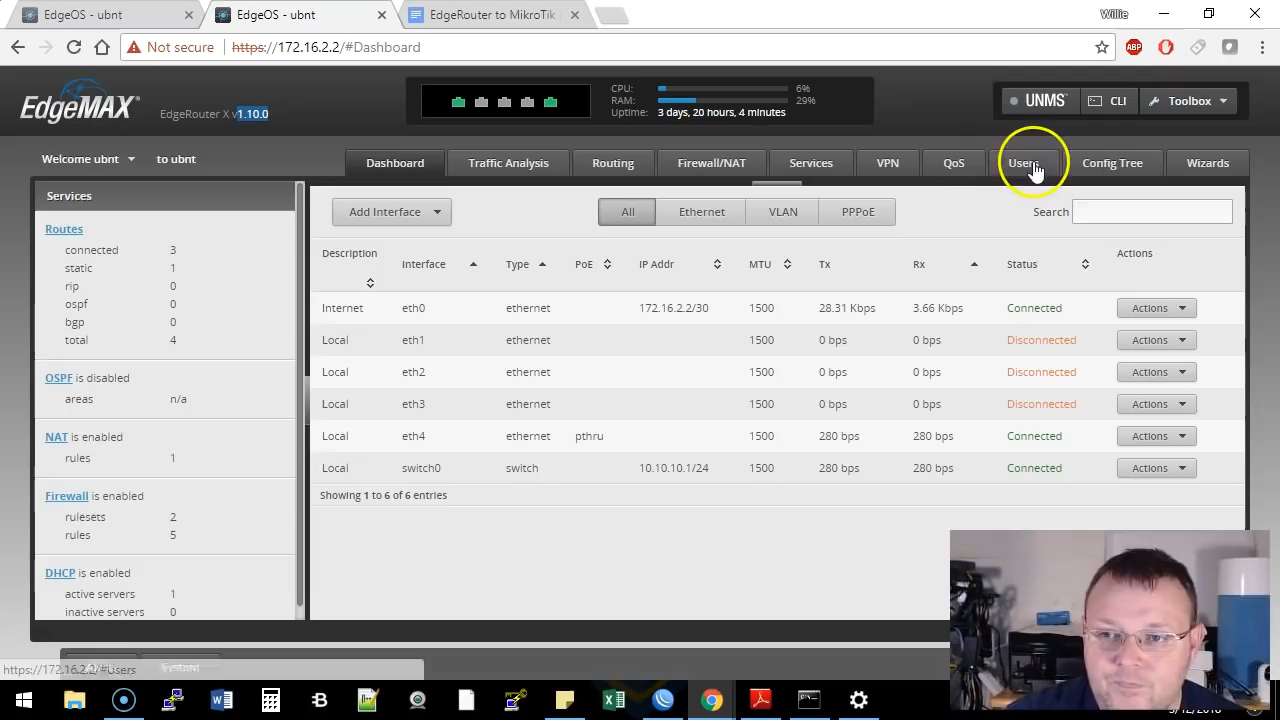 EdgeOS - ubnt
EdgeOS - ubnt
EdgeRouter to MikroTik
Willie
Not secure
https://172.16.2.2/#Dashboard
ABP
EdgeMAX
EdgeRouter X v1.10.0
CPU: 6%
RAM: 29%
Uptime: 3 days, 20 hours, 4 minutes
UNMS
CLI
Toolbox
Welcome ubnt to ubnt
Dashboard Traffic Analysis Routing Firewall/NAT Services VPN QoS Users Config Tree Wizards
Services
Routes
connected 3
static 1
rip 0
ospf 0
bgp 0
total 4
OSPF is disabled
areas n/a
NAT is enabled
rules 1
Firewall is enabled
rulesets 2
rules 5
DHCP is enabled
active servers 1
inactive servers 0
Add Interface All Ethernet VLAN PPPoE Search
Description Interface Type PoE IP Addr MTU Tx Rx Status Actions
Internet eth0 ethernet 172.16.2.2/30 1500 28.31 Kbps 3.66 Kbps Connected Actions
Local eth1 ethernet 1500 0 bps 0 bps Disconnected Actions
Local eth2 ethernet 1500 0 bps 0 bps Disconnected Actions
Local eth3 ethernet 1500 0 bps 0 bps Disconnected Actions
Local eth4 ethernet pthru 1500 280 bps 280 bps Connected Actions
Local switch0 switch 10.10.10.1/24 1500 280 bps 280 bps Connected Actions
Showing 1 to 6 of 6 entries
https://172.16.2.2/#Users